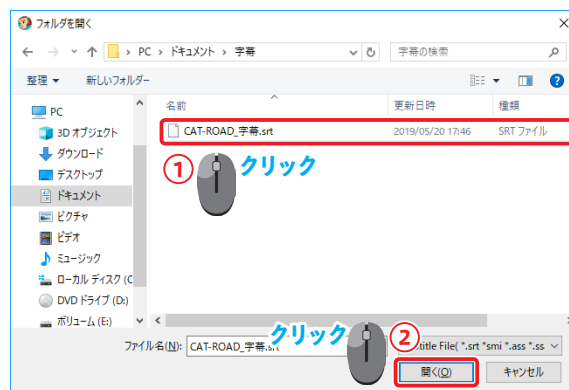 フォルダを開く
PC › ドキュメント › 字幕
字幕の検索
整理 新しいフォルダー
名前 更新日時 種類
CAT-ROAD_字幕.srt 2019/05/20 17:46 SRT ファイル
① クリック
PC
3D オブジェクト
ダウンロード
デスクトップ
ドキュメント
ピクチャ
ビデオ
ミュージック
ローカル ディスク (C
DVD ドライブ (D:)
ボリューム (E:)
クリック ②
ファイル名(N): CAT-ROAD_字幕.srt title File( *.srt *smi *.ass *.ss
開く(O) キャンセル